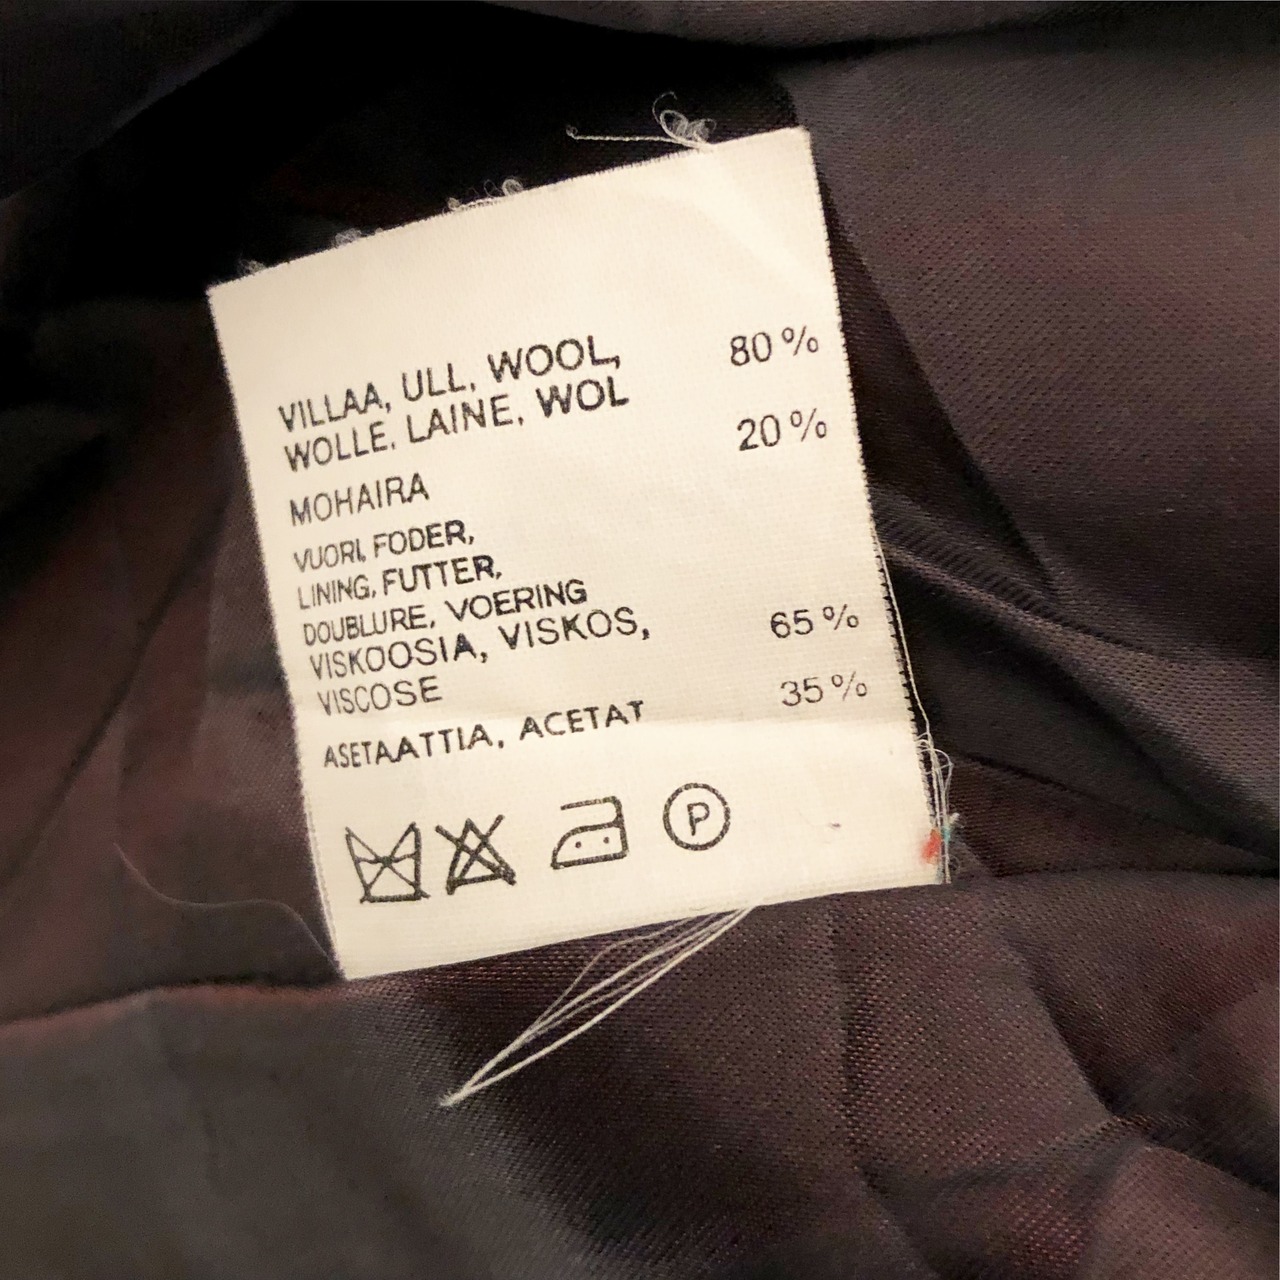 VILLAA, ULL, WOOL, 80 %
WOLLE, LAINE, WOL
MOHAIRA 20 %
VUORI, FODER,
LINING, FUTTER,
DOUBLURE, VOERING
VISKOOSIA, VISKOS, 65 %
VISCOSE
ASETAATTIA, ACETAT 35 %
P